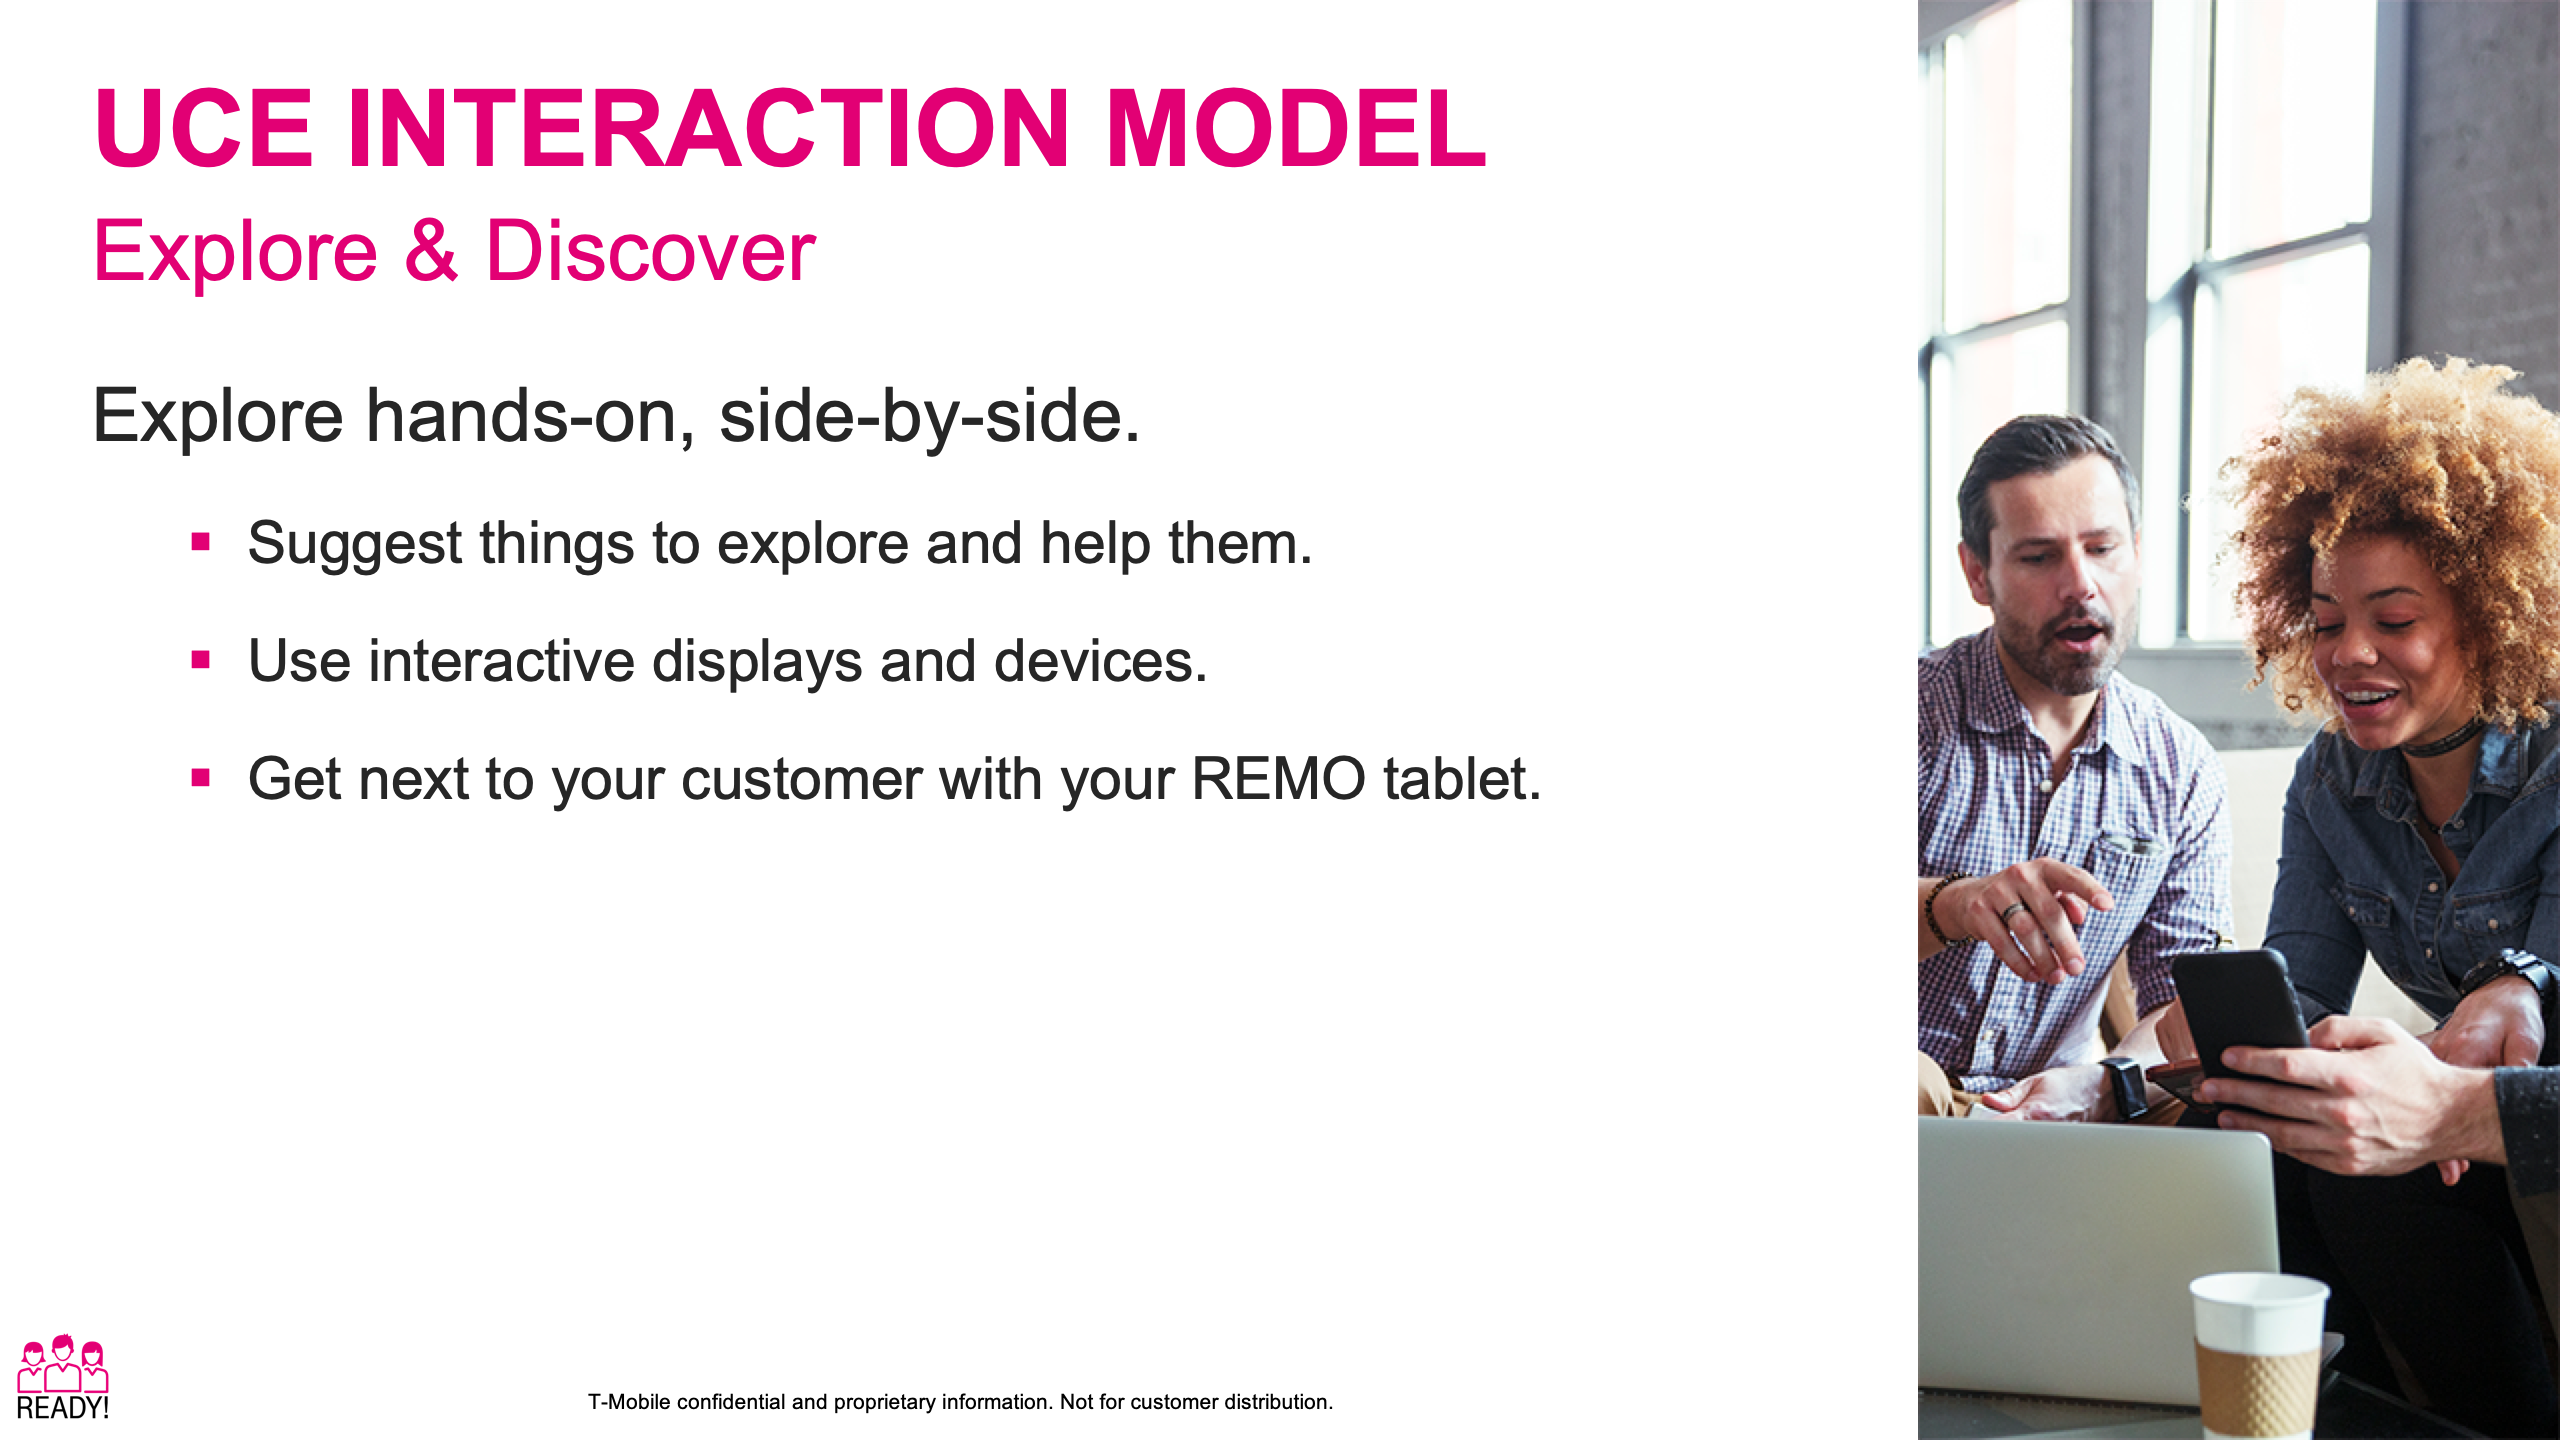 UCE INTERACTION MODEL
Explore & Discover
Explore hands-on, side-by-side.
Suggest things to explore and help them.
Use interactive displays and devices.
Get next to your customer with your REMO tablet.
READY!
T-Mobile confidential and proprietary information. Not for customer distribution.